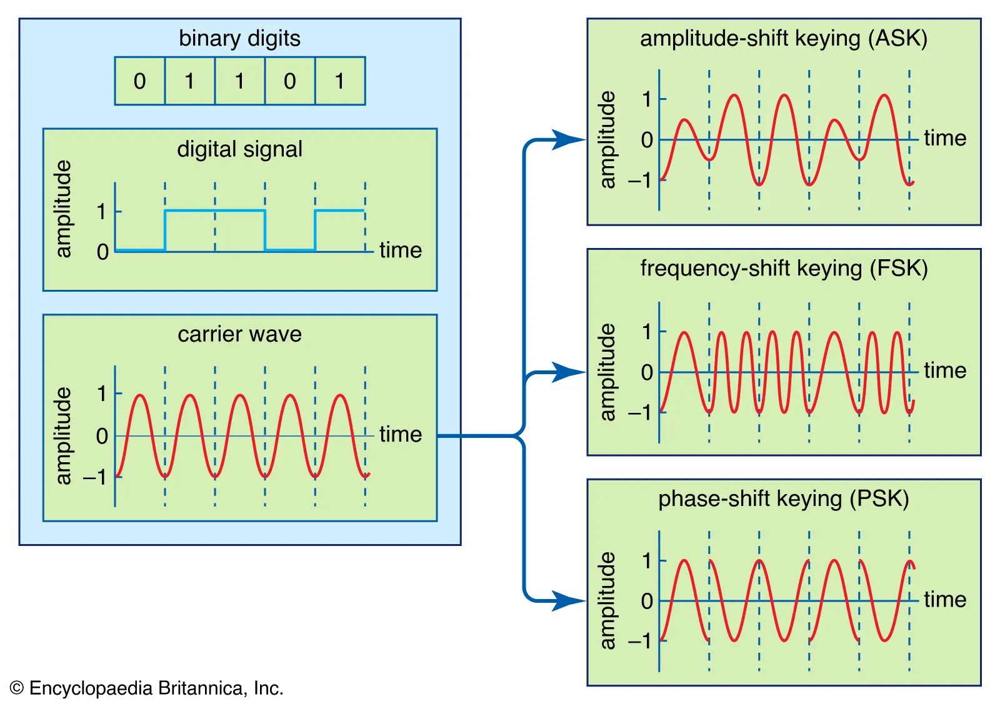 binary digits
0 1 1 0 1
digital signal
amplitude
1
0
time
carrier wave
amplitude
1
0
–1
time
amplitude-shift keying (ASK)
amplitude
1
0
–1
time
frequency-shift keying (FSK)
amplitude
1
0
–1
time
phase-shift keying (PSK)
amplitude
1
0
–1
time
© Encyclopaedia Britannica, Inc.